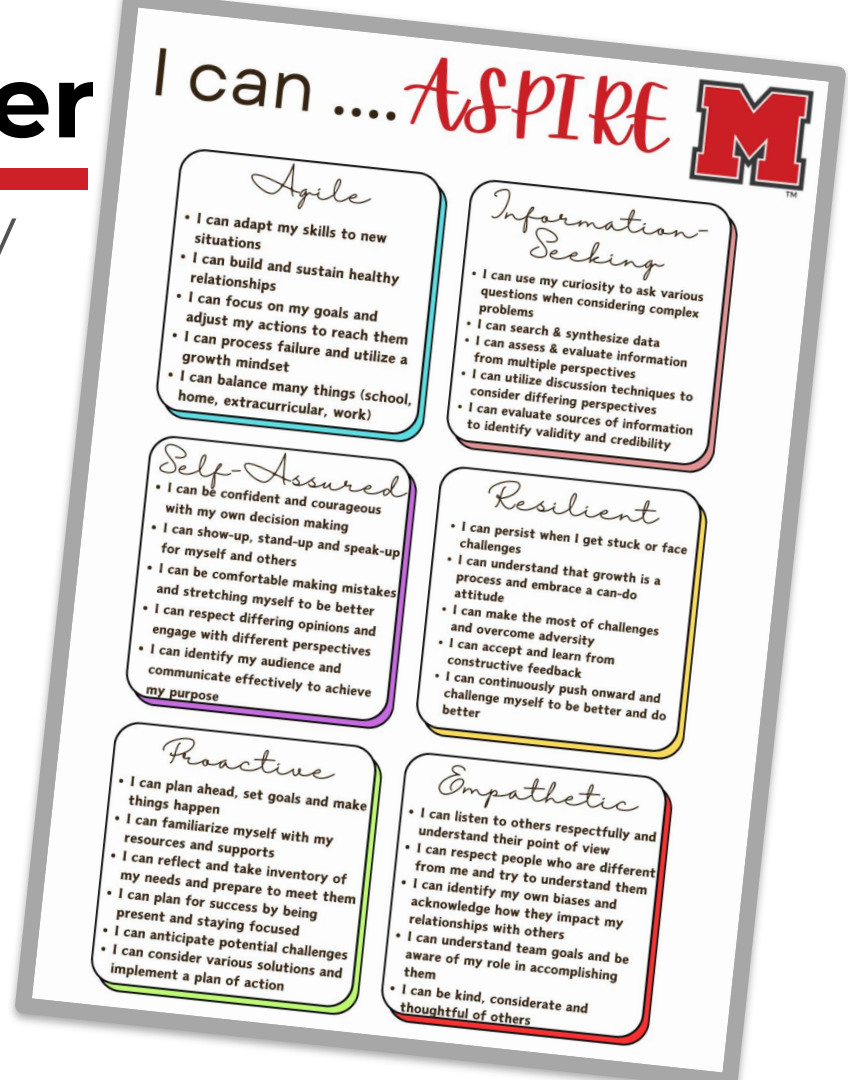 er
/
I can .... ASPIRE M
TM
Agile
• I can adapt my skills to new
situations
• I can build and sustain healthy
relationships
• I can focus on my goals and
adjust my actions to reach them
• I can process failure and utilize a
growth mindset
• I can balance many things (school,
home, extracurricular, work)
Information-
Seeking
• I can use my curiosity to ask various
questions when considering complex
problems
• I can search & synthesize data
• I can assess & evaluate information
from multiple perspectives
• I can utilize discussion techniques to
consider differing perspectives
• I can evaluate sources of information
to identify validity and credibility
Self-Assured
• I can be confident and courageous
with my own decision making
• I can show-up, stand-up and speak-up
for myself and others
• I can be comfortable making mistakes
and stretching myself to be better
• I can respect differing opinions and
engage with different perspectives
• I can identify my audience and
communicate effectively to achieve
my purpose
Resilient
• I can persist when I get stuck or face
challenges
• I can understand that growth is a
process and embrace a can-do
attitude
• I can make the most of challenges
and overcome adversity
• I can accept and learn from
constructive feedback
• I can continuously push onward and
challenge myself to be better and do
better
Proactive
• I can plan ahead, set goals and make
things happen
• I can familiarize myself with my
resources and supports
• I can reflect and take inventory of
my needs and prepare to meet them
• I can plan for success by being
present and staying focused
• I can anticipate potential challenges
• I can consider various solutions and
implement a plan of action
Empathetic
• I can listen to others respectfully and
understand their point of view
• I can respect people who are different
from me and try to understand them
• I can identify my own biases and
acknowledge how they impact my
relationships with others
• I can understand team goals and be
aware of my role in accomplishing
them
• I can be kind, considerate and
thoughtful of others